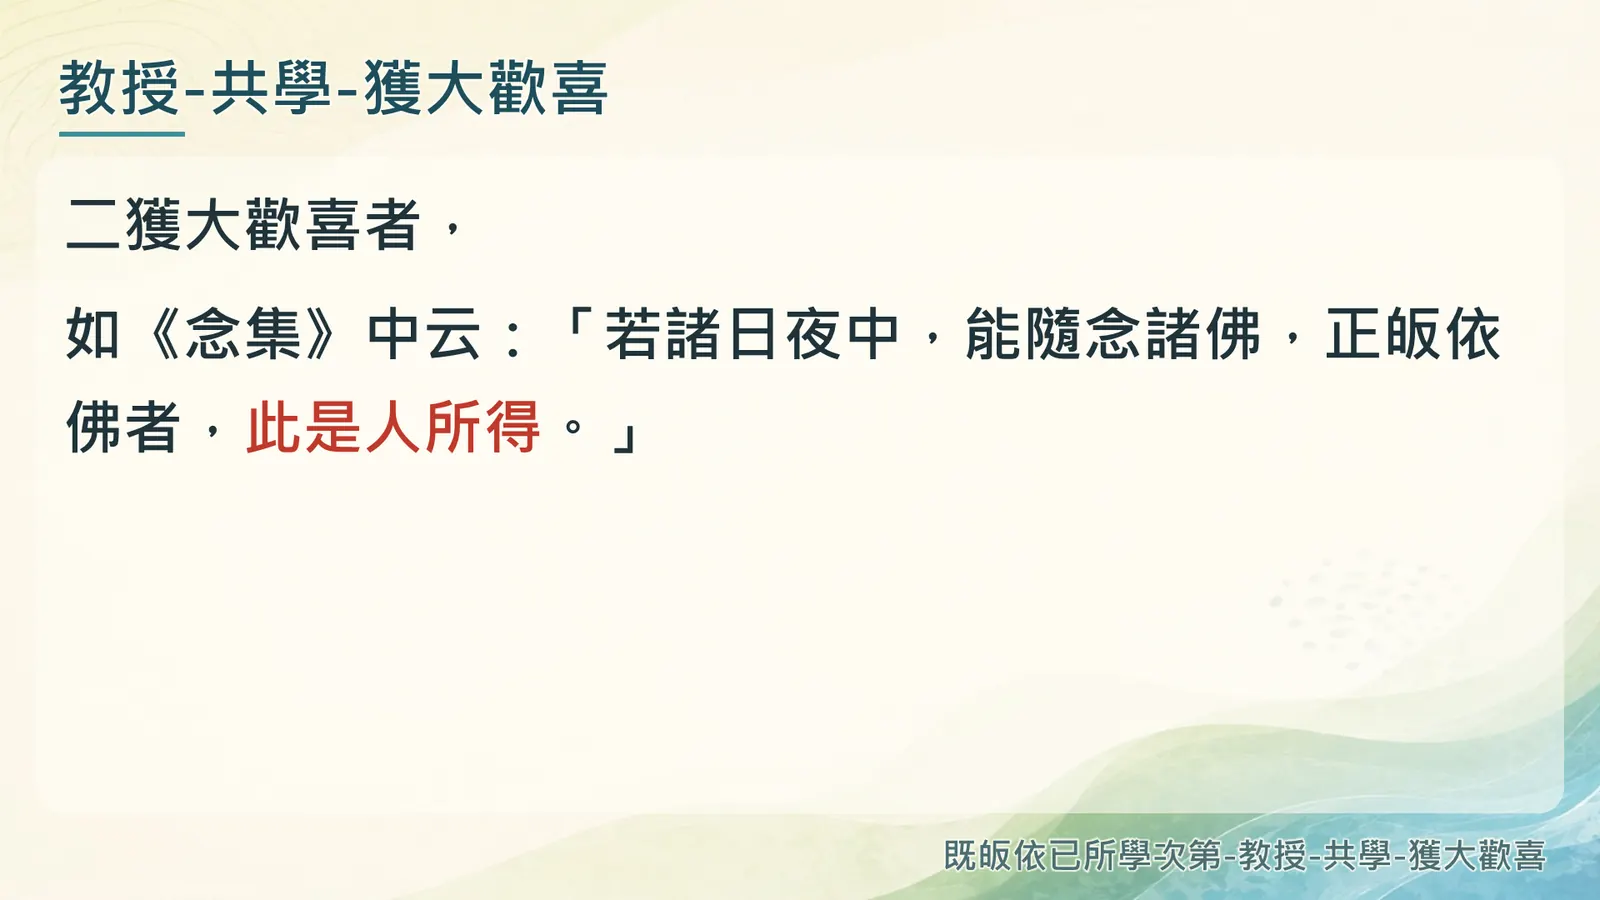 教授-共學-獲大歡喜
二獲大歡喜者，
如《念集》中云：「若諸日夜中，能隨念諸佛，正皈依
佛者，此是人所得。」
既皈依已所學次第-教授-共學-獲大歡喜